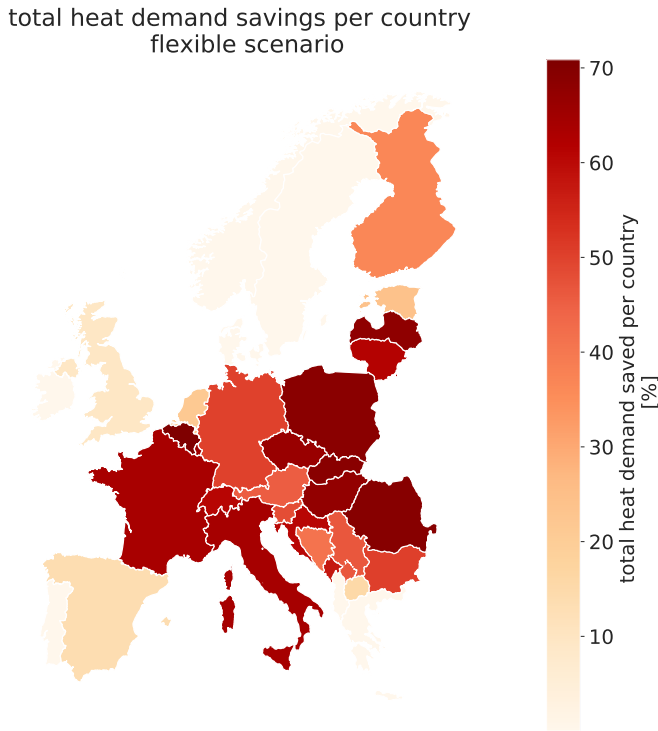 total heat demand savings per country
flexible scenario
70
60
50
40
30
20
10
total heat demand saved per country
[%]